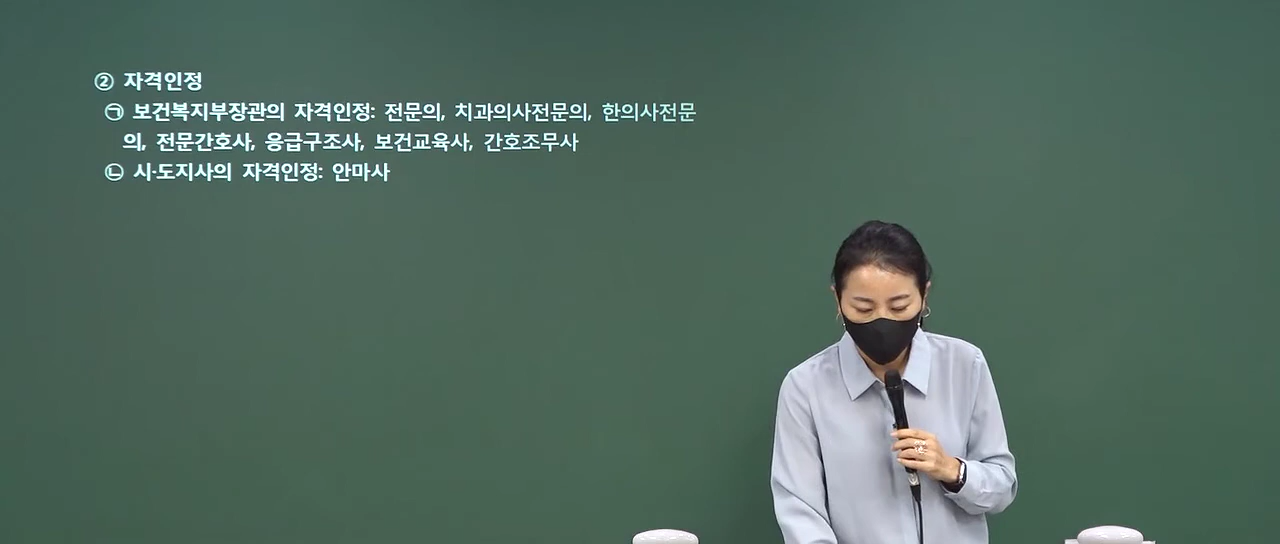 ② 자격인정
㉠ 보건복지부장관의 자격인정: 전문의, 치과의사전문의, 한의사전문
의, 전문간호사, 응급구조사, 보건교육사, 간호조무사
㉡ 시·도지사의 자격인정: 안마사